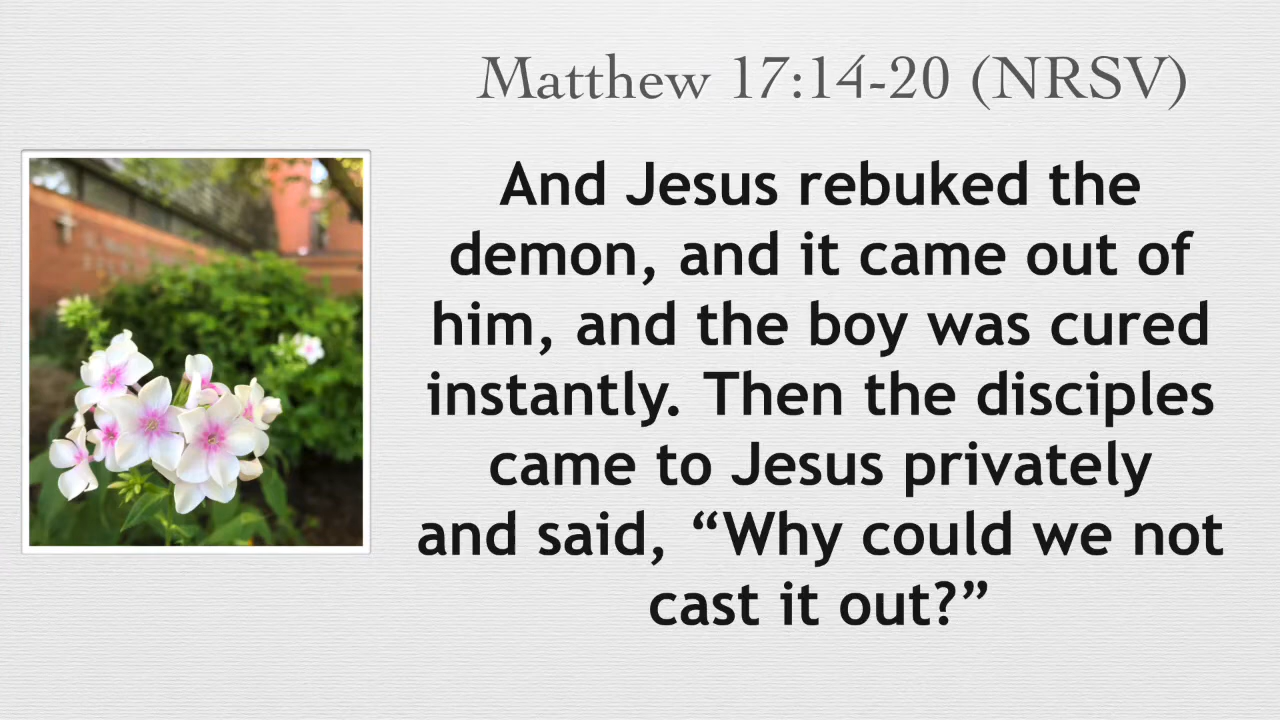 Matthew 17:14-20 (NRSV)
And Jesus rebuked the
demon, and it came out of
him, and the boy was cured
instantly. Then the disciples
came to Jesus privately
and said, “Why could we not
cast it out?”